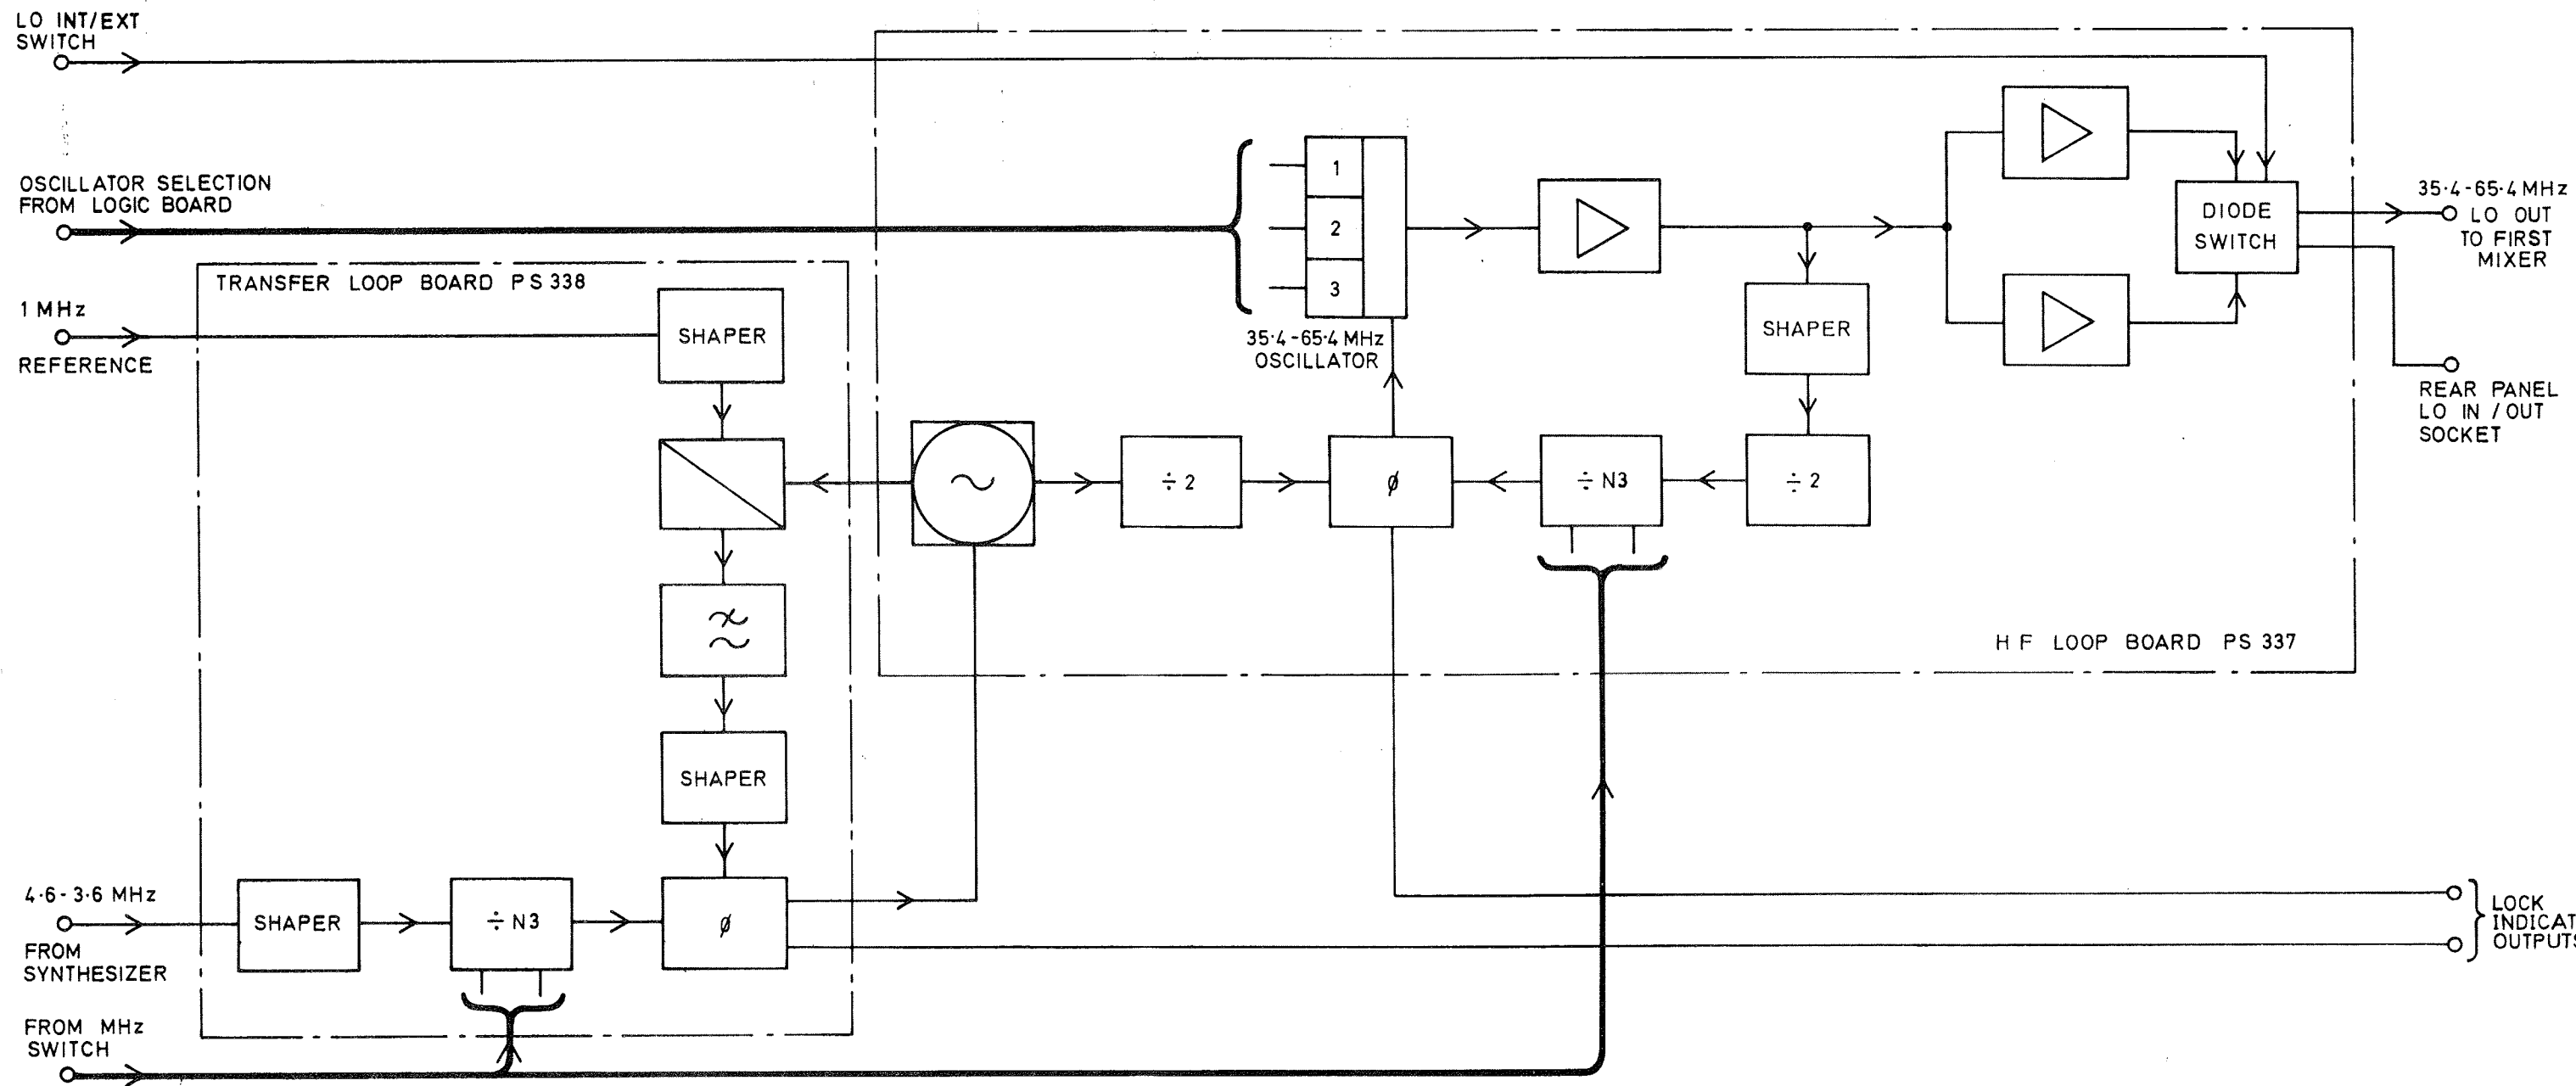 LO INT/EXT
SWITCH
OSCILLATOR SELECTION
FROM LOGIC BOARD
TRANSFER LOOP BOARD PS 338
1 MHz
REFERENCE
SHAPER
1
2
3
35·4-65·4 MHz
OSCILLATOR
SHAPER
DIODE
SWITCH
35·4-65·4 MHz
LO OUT
TO FIRST
MIXER
REAR PANEL
LO IN / OUT
SOCKET
~
÷ 2
ø
÷ N3
÷ 2
H F LOOP BOARD PS 337
SHAPER
4·6-3·6 MHz
FROM
SYNTHESIZER
SHAPER
÷ N3
ø
LOCK
INDICAT
OUTPUTS
FROM MHz
SWITCH